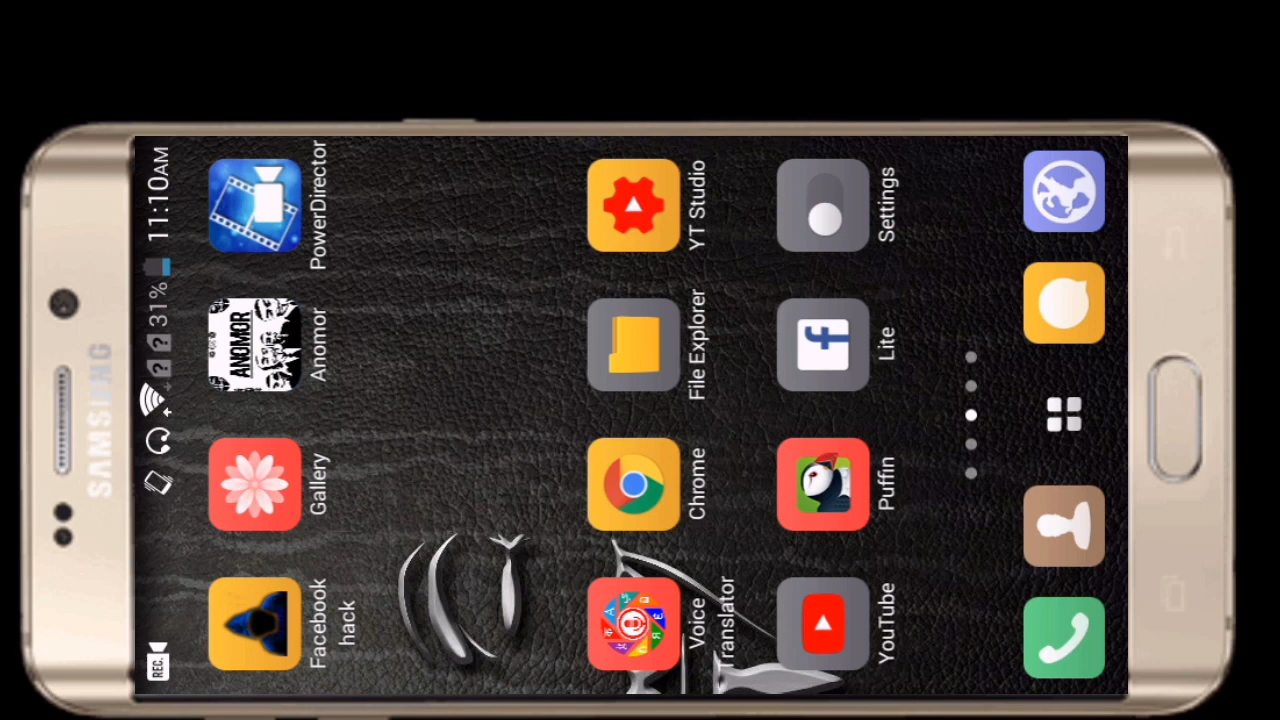 REC.
31%
11:10AM
SAMSUNG
Facebook
hack
Gallery
ANOMOR
Anomor
PowerDirector
Voice
Translator
Chrome
File Explorer
YT Studio
YouTube
Puffin
Lite
Settings